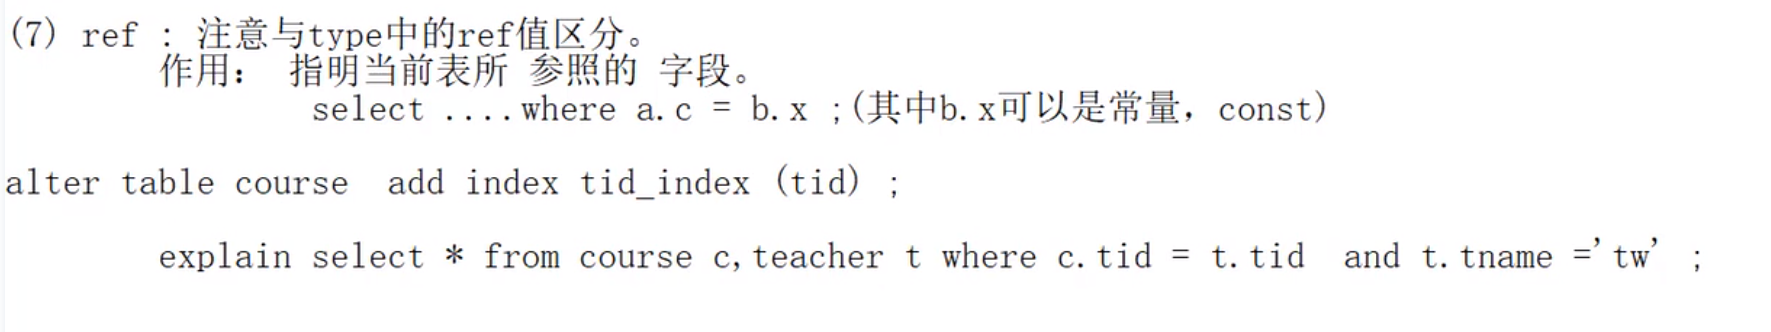 (7) ref : 注意与type中的ref值区分。
作用： 指明当前表所 参照的 字段。
select ....where a.c = b.x ;(其中b.x可以是常量，const)
alter table course  add index tid_index (tid) ;
explain select * from course c,teacher t where c.tid = t.tid  and t.tname =’tw’ ;